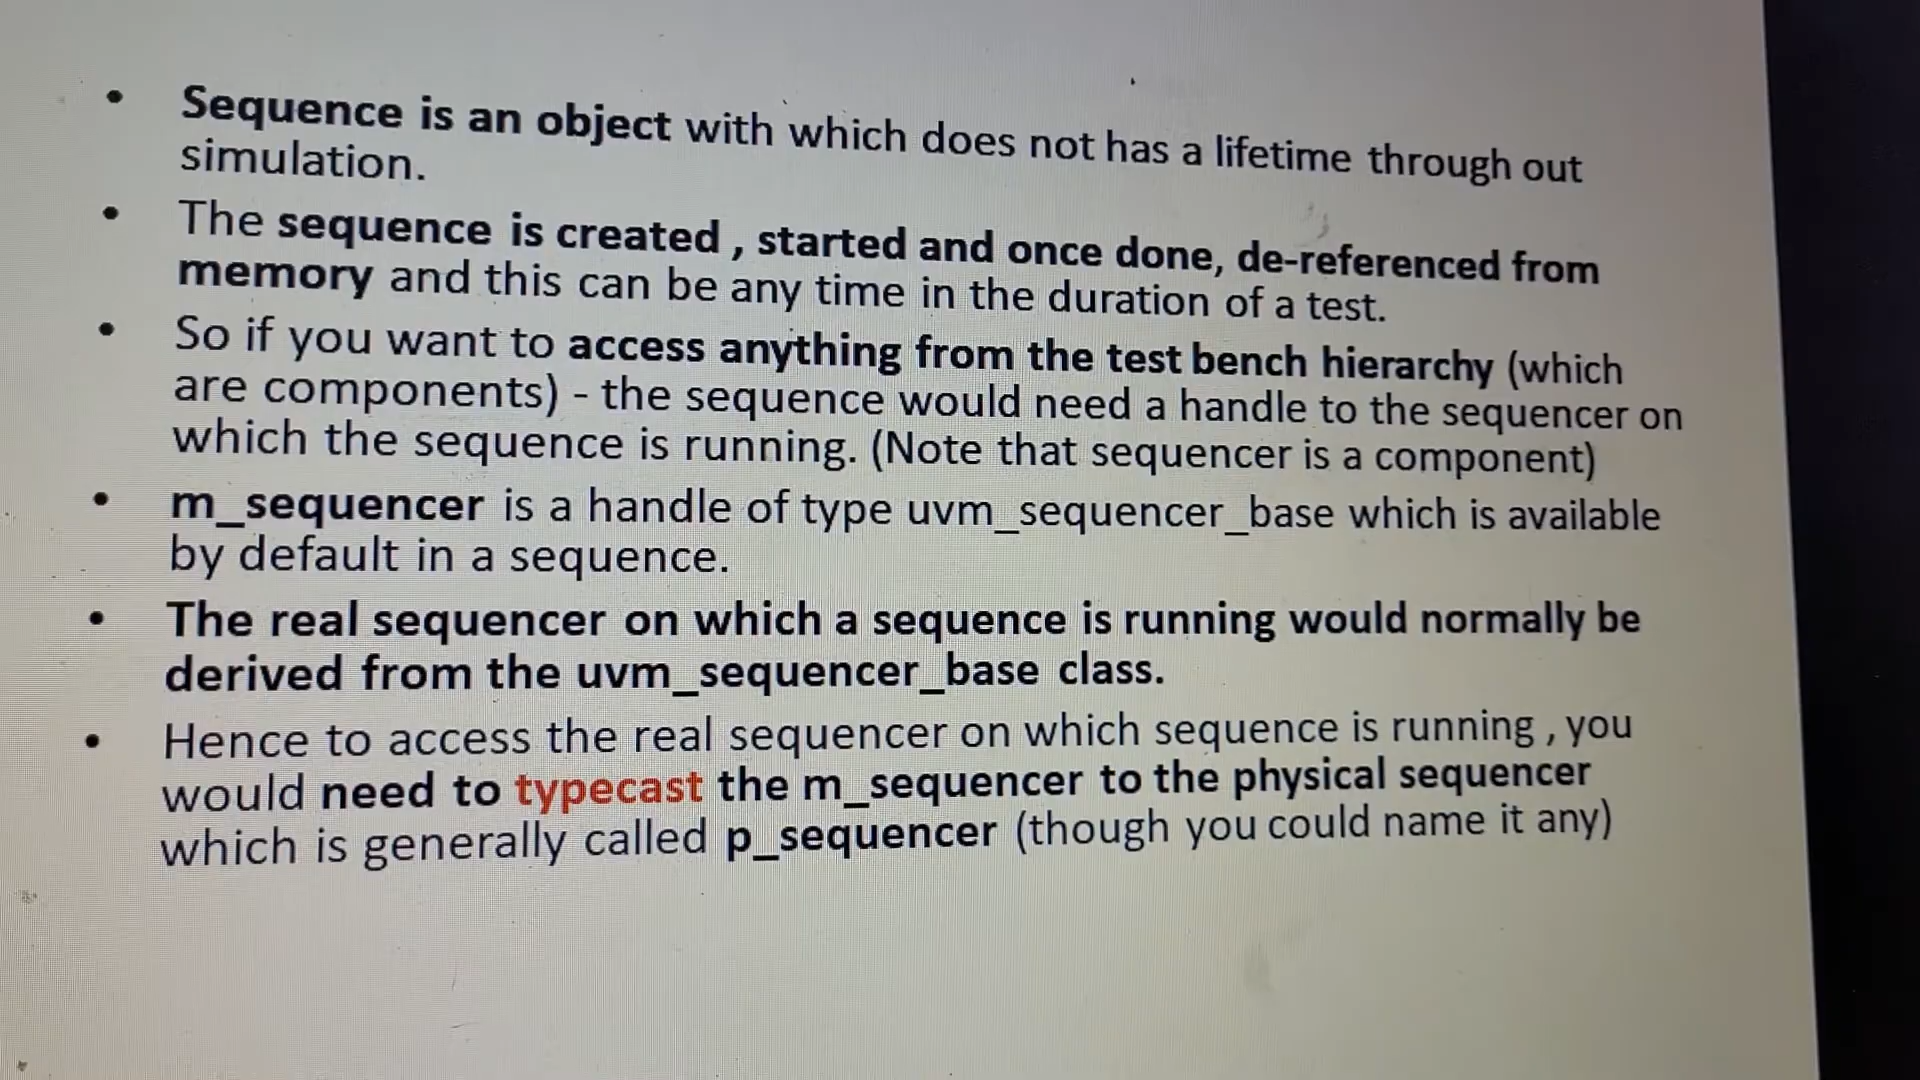 • Sequence is an object with which does not has a lifetime through out
simulation.
• The sequence is created , started and once done, de-referenced from
memory and this can be any time in the duration of a test.
• So if you want to access anything from the test bench hierarchy (which
are components) - the sequence would need a handle to the sequencer on
which the sequence is running. (Note that sequencer is a component)
• m_sequencer is a handle of type uvm_sequencer_base which is available
by default in a sequence.
• The real sequencer on which a sequence is running would normally be
derived from the uvm_sequencer_base class.
• Hence to access the real sequencer on which sequence is running , you
would need to typecast the m_sequencer to the physical sequencer
which is generally called p_sequencer (though you could name it any)